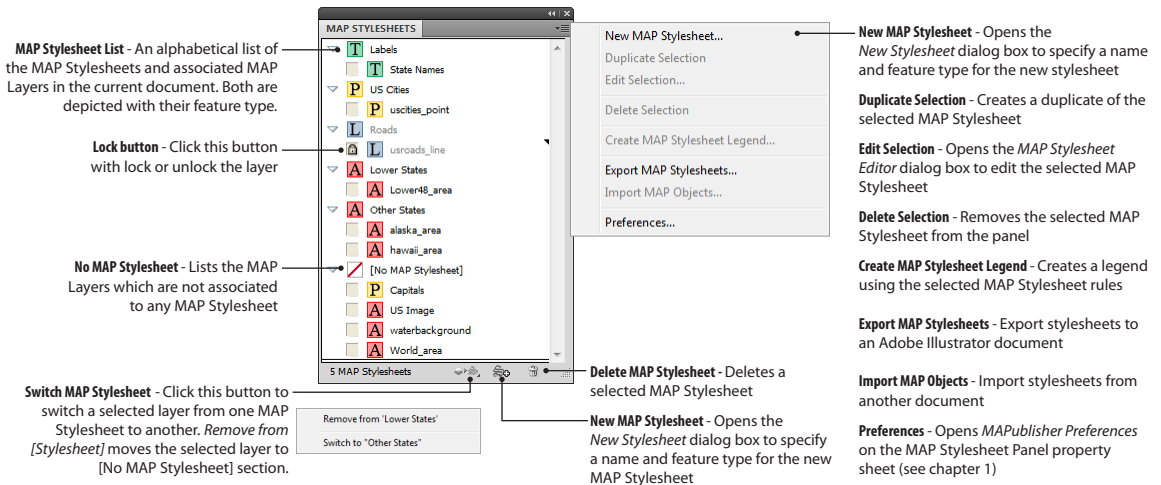 MAP Stylesheet List - An alphabetical list of
the MAP Stylesheets and associated MAP
Layers in the current document. Both are
depicted with their feature type.
Lock button - Click this button
with lock or unlock the layer
No MAP Stylesheet - Lists the MAP
Layers which are not associated
to any MAP Stylesheet
Switch MAP Stylesheet - Click this button to
switch a selected layer from one MAP
Stylesheet to another. Remove from
[Stylesheet] moves the selected layer to
[No MAP Stylesheet] section.
MAP STYLESHEETS
T Labels
T State Names
P US Cities
P uscities_point
L Roads
L usroads_line
A Lower States
A Lower48_area
A Other States
A alaska_area
A hawaii_area
[No MAP Stylesheet]
P Capitals
A US Image
A waterbackground
A World_area
5 MAP Stylesheets
Remove from 'Lower States'
Switch to "Other States"
New MAP Stylesheet...
Duplicate Selection
Edit Selection...
Delete Selection
Create MAP Stylesheet Legend...
Export MAP Stylesheets...
Import MAP Objects...
Preferences...
Delete MAP Stylesheet - Deletes a
selected MAP Stylesheet
New MAP Stylesheet - Opens the
New Stylesheet dialog box to specify
a name and feature type for the new
MAP Stylesheet
New MAP Stylesheet - Opens the
New Stylesheet dialog box to specify a name
and feature type for the new stylesheet
Duplicate Selection - Creates a duplicate of the
selected MAP Stylesheet
Edit Selection - Opens the MAP Stylesheet
Editor dialog box to edit the selected MAP
Stylesheet
Delete Selection - Removes the selected MAP
Stylesheet from the panel
Create MAP Stylesheet Legend - Creates a legend
using the selected MAP Stylesheet rules
Export MAP Stylesheets - Export stylesheets to
an Adobe Illustrator document
Import MAP Objects - Import stylesheets from
another document
Preferences - Opens MAPublisher Preferences
on the MAP Stylesheet Panel property
sheet (see chapter 1)